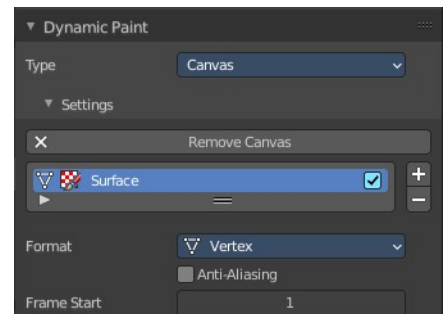 Dynamic Paint
Type Canvas
Settings
Remove Canvas
Surface
Format Vertex
Anti-Aliasing
Frame Start 1